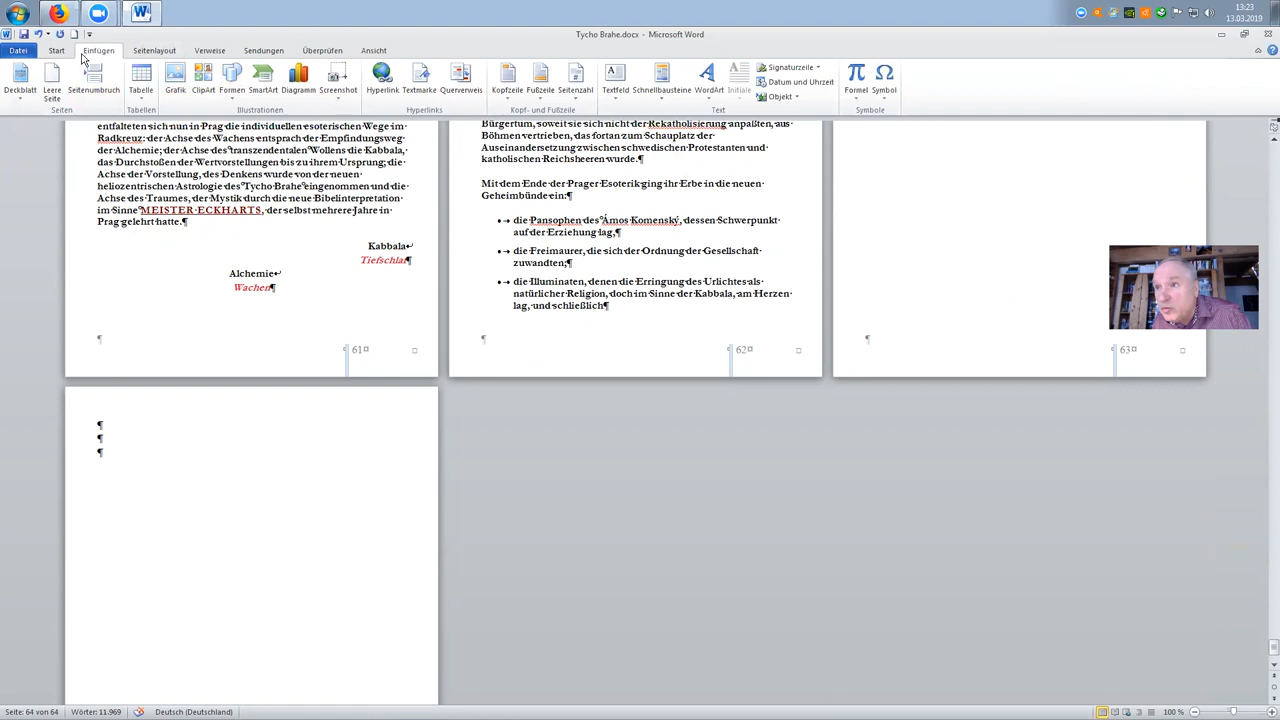 13:23
13.03.2019
Tycho Brahe.docx - Microsoft Word
Datei Start Einfügen Seitenlayout Verweise Sendungen Überprüfen Ansicht
Deckblatt Leere Seite Seitenumbruch Tabelle Grafik ClipArt Formen SmartArt Diagramm Screenshot Hyperlink Textmarke Querverweis Kopfzeile Fußzeile Seitenzahl Textfeld Schnellbausteine WordArt Initiale Formel Symbol
Signaturzeile
Datum und Uhrzeit
Objekt
Seiten Tabellen Illustrationen Hyperlinks Kopf- und Fußzeile Text Symbole
entfalteten sich nun in Prag die individuellen esoterischen Wege im
Radkreuz: der Achse des Wachens entsprach der Empfindungsweg
der Alchemie; der Achse des transzendentalen Wollens die Kabbala,
das Durchstoßen der Wertvorstellungen bis zu ihrem Ursprung; die
Achse der Vorstellung, des Denkens wurde von der neuen
heliozentrischen Astrologie des Tycho Brahe eingenommen und die
Achse des Traumes, der Mystik durch die neue Bibelinterpretation
im Sinne MEISTER ECKHARTS, der selbst mehrere Jahre in
Prag gelehrt hatte.¶
Kabbala
Tiefschlaf¶
Alchemie
Wachen¶
¶
61
Bürgertum, soweit sie sich nicht der Rekatholisierung anpaßten, aus
Böhmen vertrieben, das fortan zum Schauplatz der
Auseinandersetzung zwischen schwedischen Protestanten und
katholischen Reichsheeren wurde.¶
Mit dem Ende der Prager Esoterik ging ihr Erbe in die neuen
Geheimbünde ein:¶
• die Pansophen des Ámos Komenský, dessen Schwerpunkt
auf der Erziehung lag,¶
• die Freimaurer, die sich der Ordnung der Gesellschaft
zuwandten;¶
• die Illuminaten, denen die Erringung des Urlichtes als
natürlicher Religion, doch im Sinne der Kabbala, am Herzen
lag, und schließlich¶
¶
62
¶
63
¶
¶
¶
Seite: 64 von 64 Wörter: 11.969 Deutsch (Deutschland) 100 %